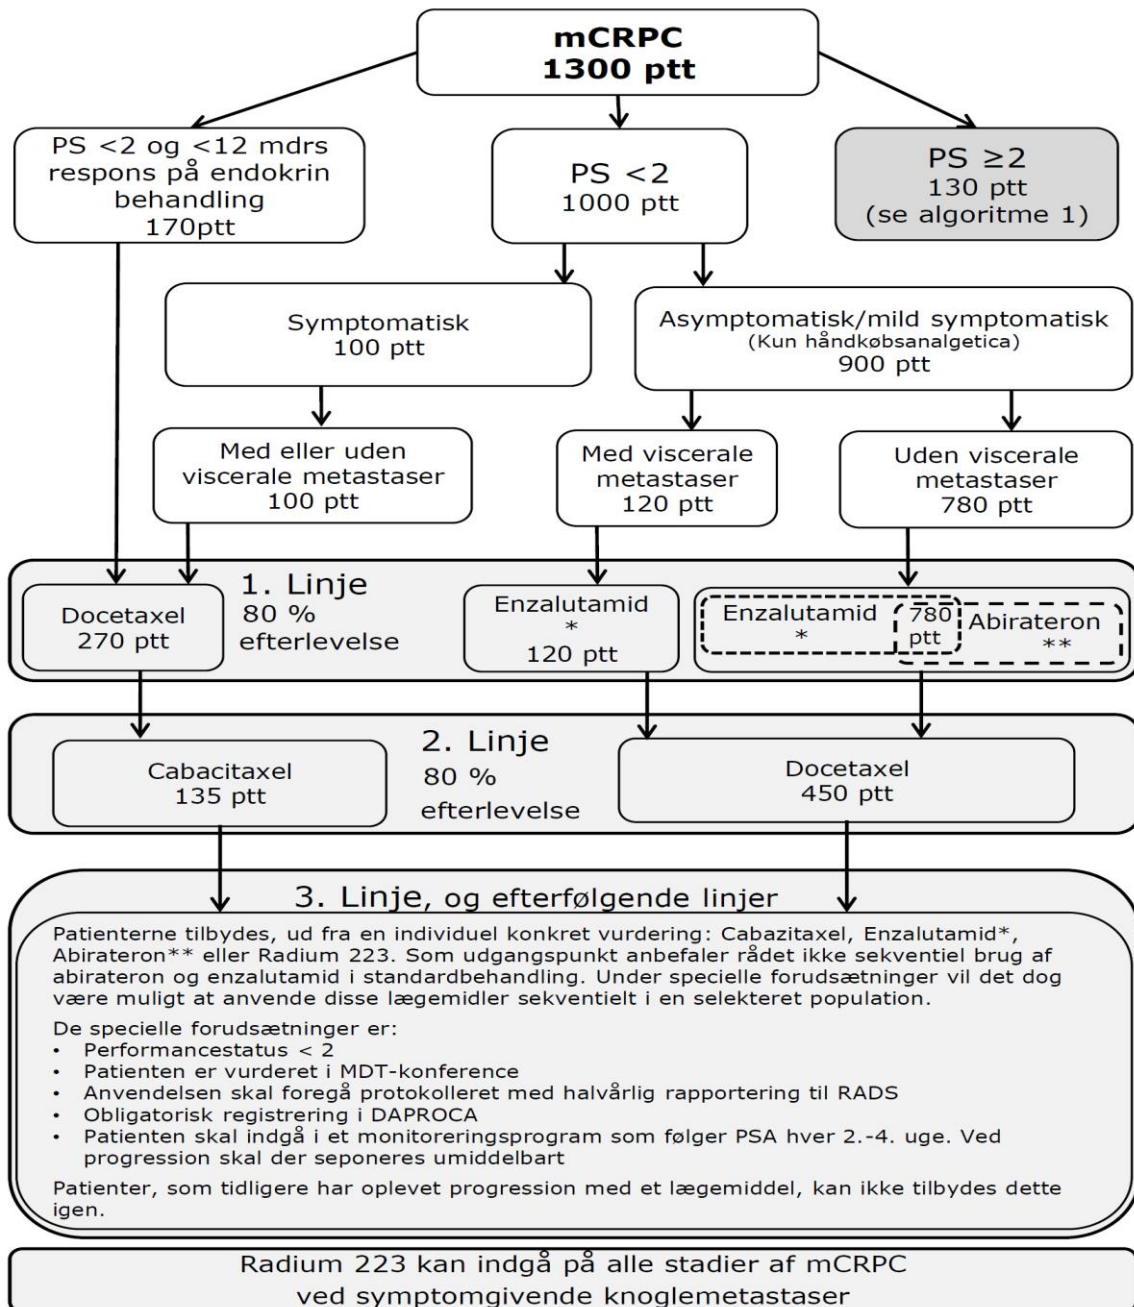 mCRPC
1300 ptt
PS <2 og <12 mdrs
respons på endokrin
behandling
170ptt
PS <2
1000 ptt
PS ≥2
130 ptt
(se algoritme 1)
Symptomatisk
100 ptt
Asymptomatisk/mild symptomatisk
(Kun håndkøbsanalgetica)
900 ptt
Med eller uden
viscerale metastaser
100 ptt
Med viscerale
metastaser
120 ptt
Uden viscerale
metastaser
780 ptt
1. Linje
80 %
efterlevelse
Docetaxel
270 ptt
Enzalutamid
*
120 ptt
Enzalutamid
*
780
ptt
Abirateron
**
2. Linje
80 %
efterlevelse
Cabacitaxel
135 ptt
Docetaxel
450 ptt
3. Linje, og efterfølgende linjer
Patienterne tilbydes, ud fra en individuel konkret vurdering: Cabazitaxel, Enzalutamid*,
Abirateron** eller Radium 223. Som udgangspunkt anbefaler rådet ikke sekventiel brug af
abirateron og enzalutamid i standardbehandling. Under specielle forudsætninger vil det dog
være muligt at anvende disse lægemidler sekventielt i en selekteret population.
De specielle forudsætninger er:
• Performancestatus < 2
• Patienten er vurderet i MDT-konference
• Anvendelsen skal foregå protokolleret med halvårlig rapportering til RADS
• Obligatorisk registrering i DAPROCA
• Patienten skal indgå i et monitoreringsprogram som følger PSA hver 2.-4. uge. Ved
progression skal der seponeres umiddelbart
Patienter, som tidligere har oplevet progression med et lægemiddel, kan ikke tilbydes dette
igen.
Radium 223 kan indgå på alle stadier af mCRPC
ved symptomgivende knoglemetastaser